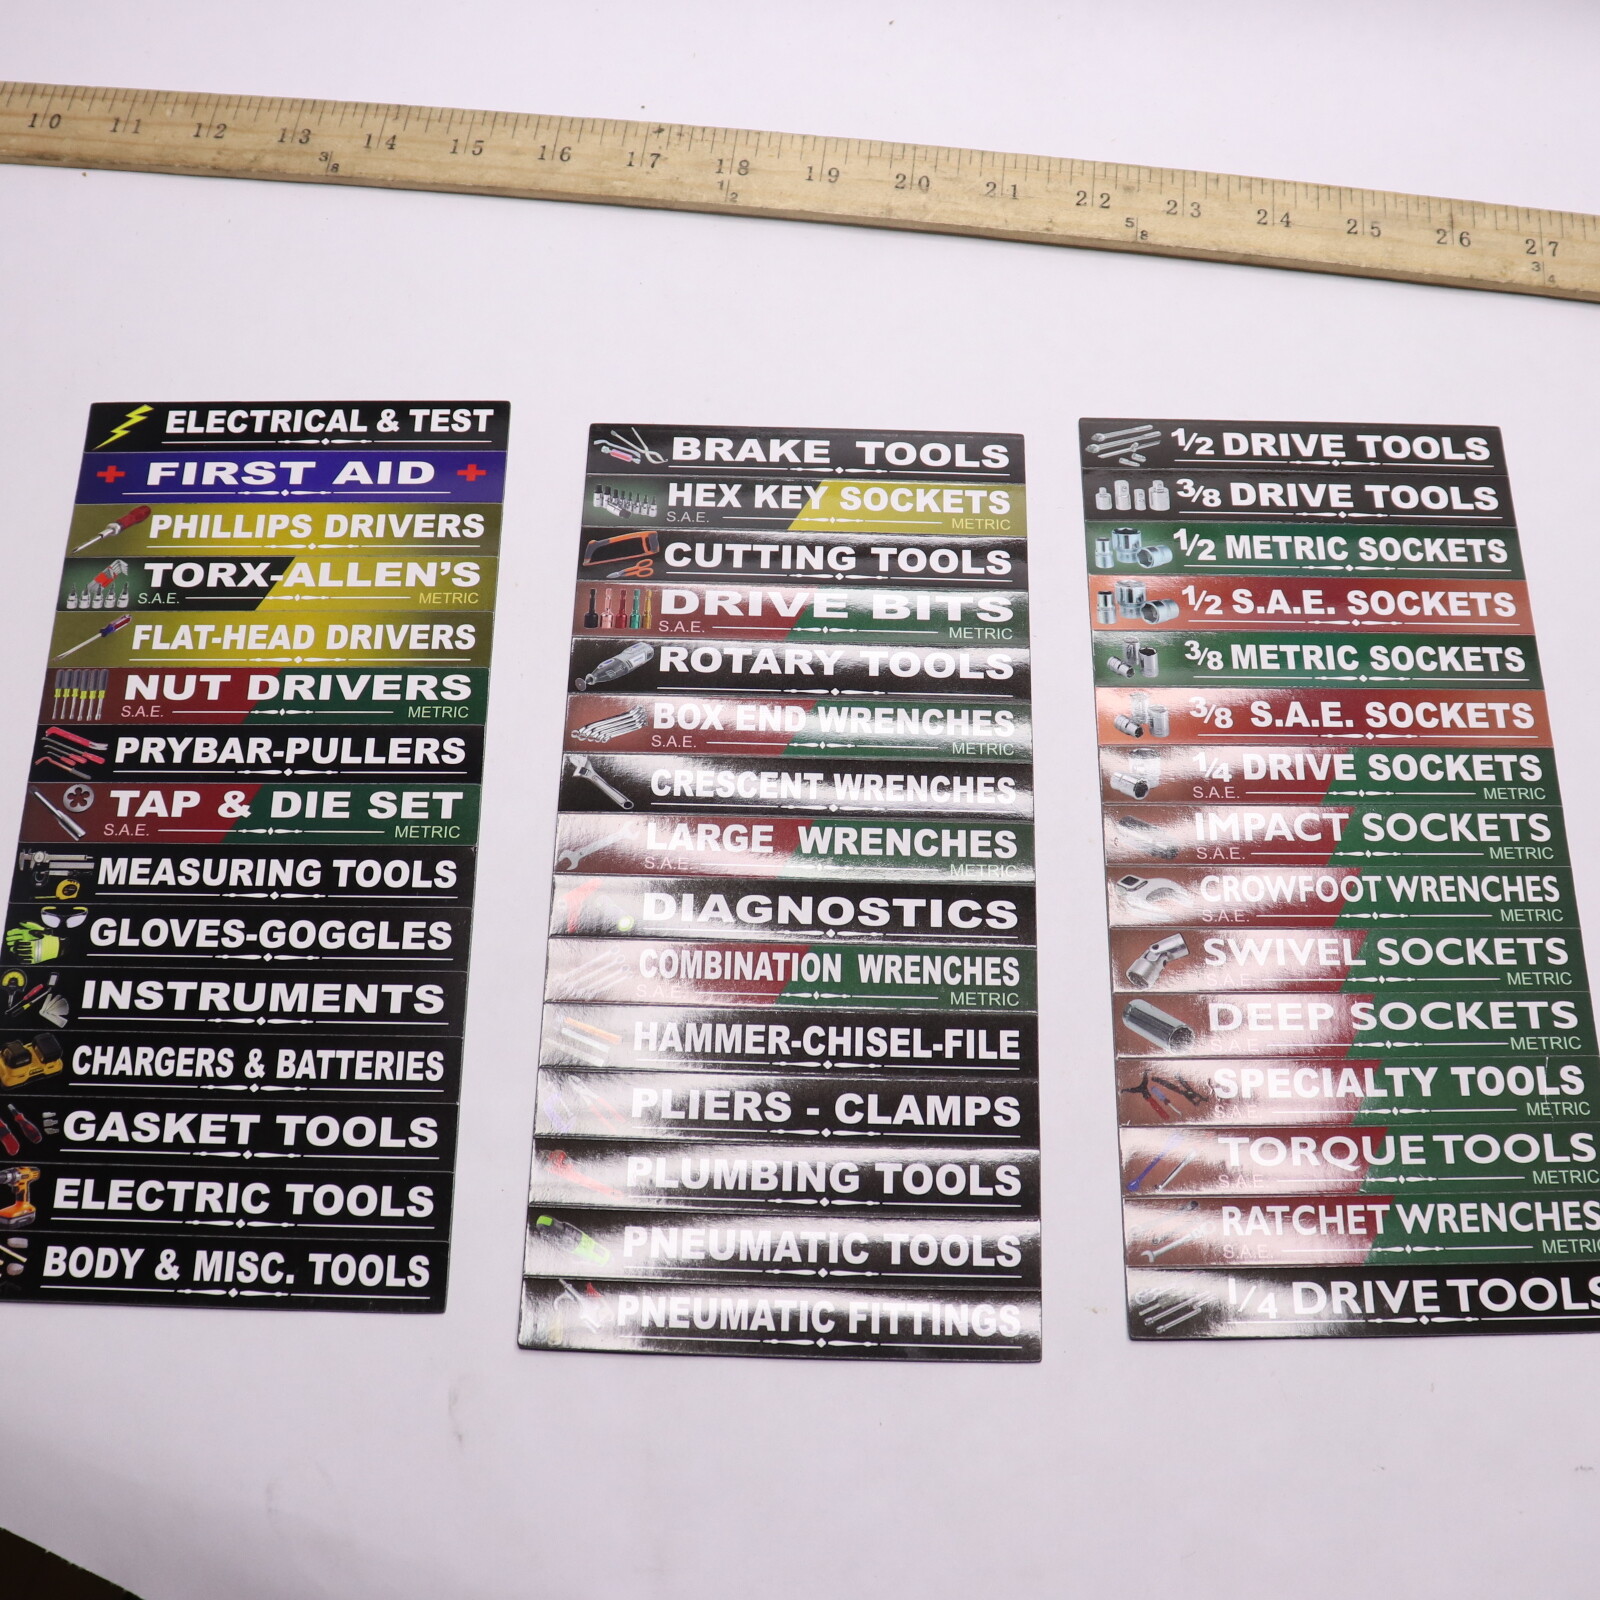 10 11 12 13 14 15 16 17 18 19 20 21 22 23 24 25 26 27
3/8 1/2 5/8 3/4
ELECTRICAL & TEST
FIRST AID
PHILLIPS DRIVERS
TORX-ALLEN'S
S.A.E. METRIC
FLAT-HEAD DRIVERS
NUT DRIVERS
S.A.E. METRIC
PRYBAR-PULLERS
TAP & DIE SET
S.A.E. METRIC
MEASURING TOOLS
GLOVES-GOGGLES
INSTRUMENTS
CHARGERS & BATTERIES
GASKET TOOLS
ELECTRIC TOOLS
BODY & MISC. TOOLS
BRAKE TOOLS
HEX KEY SOCKETS
S.A.E. METRIC
CUTTING TOOLS
DRIVE BITS
S.A.E. METRIC
ROTARY TOOLS
BOX END WRENCHES
S.A.E. METRIC
CRESCENT WRENCHES
LARGE WRENCHES
S.A.E. METRIC
DIAGNOSTICS
COMBINATION WRENCHES
S.A.E. METRIC
HAMMER-CHISEL-FILE
PLIERS - CLAMPS
PLUMBING TOOLS
PNEUMATIC TOOLS
PNEUMATIC FITTINGS
1/2 DRIVE TOOLS
3/8 DRIVE TOOLS
1/2 METRIC SOCKETS
1/2 S.A.E. SOCKETS
3/8 METRIC SOCKETS
3/8 S.A.E. SOCKETS
1/4 DRIVE SOCKETS
S.A.E. METRIC
IMPACT SOCKETS
S.A.E. METRIC
CROWFOOT WRENCHES
S.A.E. METRIC
SWIVEL SOCKETS
S.A.E. METRIC
DEEP SOCKETS
S.A.E. METRIC
SPECIALTY TOOLS
S.A.E. METRIC
TORQUE TOOLS
S.A.E. METRIC
RATCHET WRENCHES
S.A.E. METRIC
1/4 DRIVE TOOLS